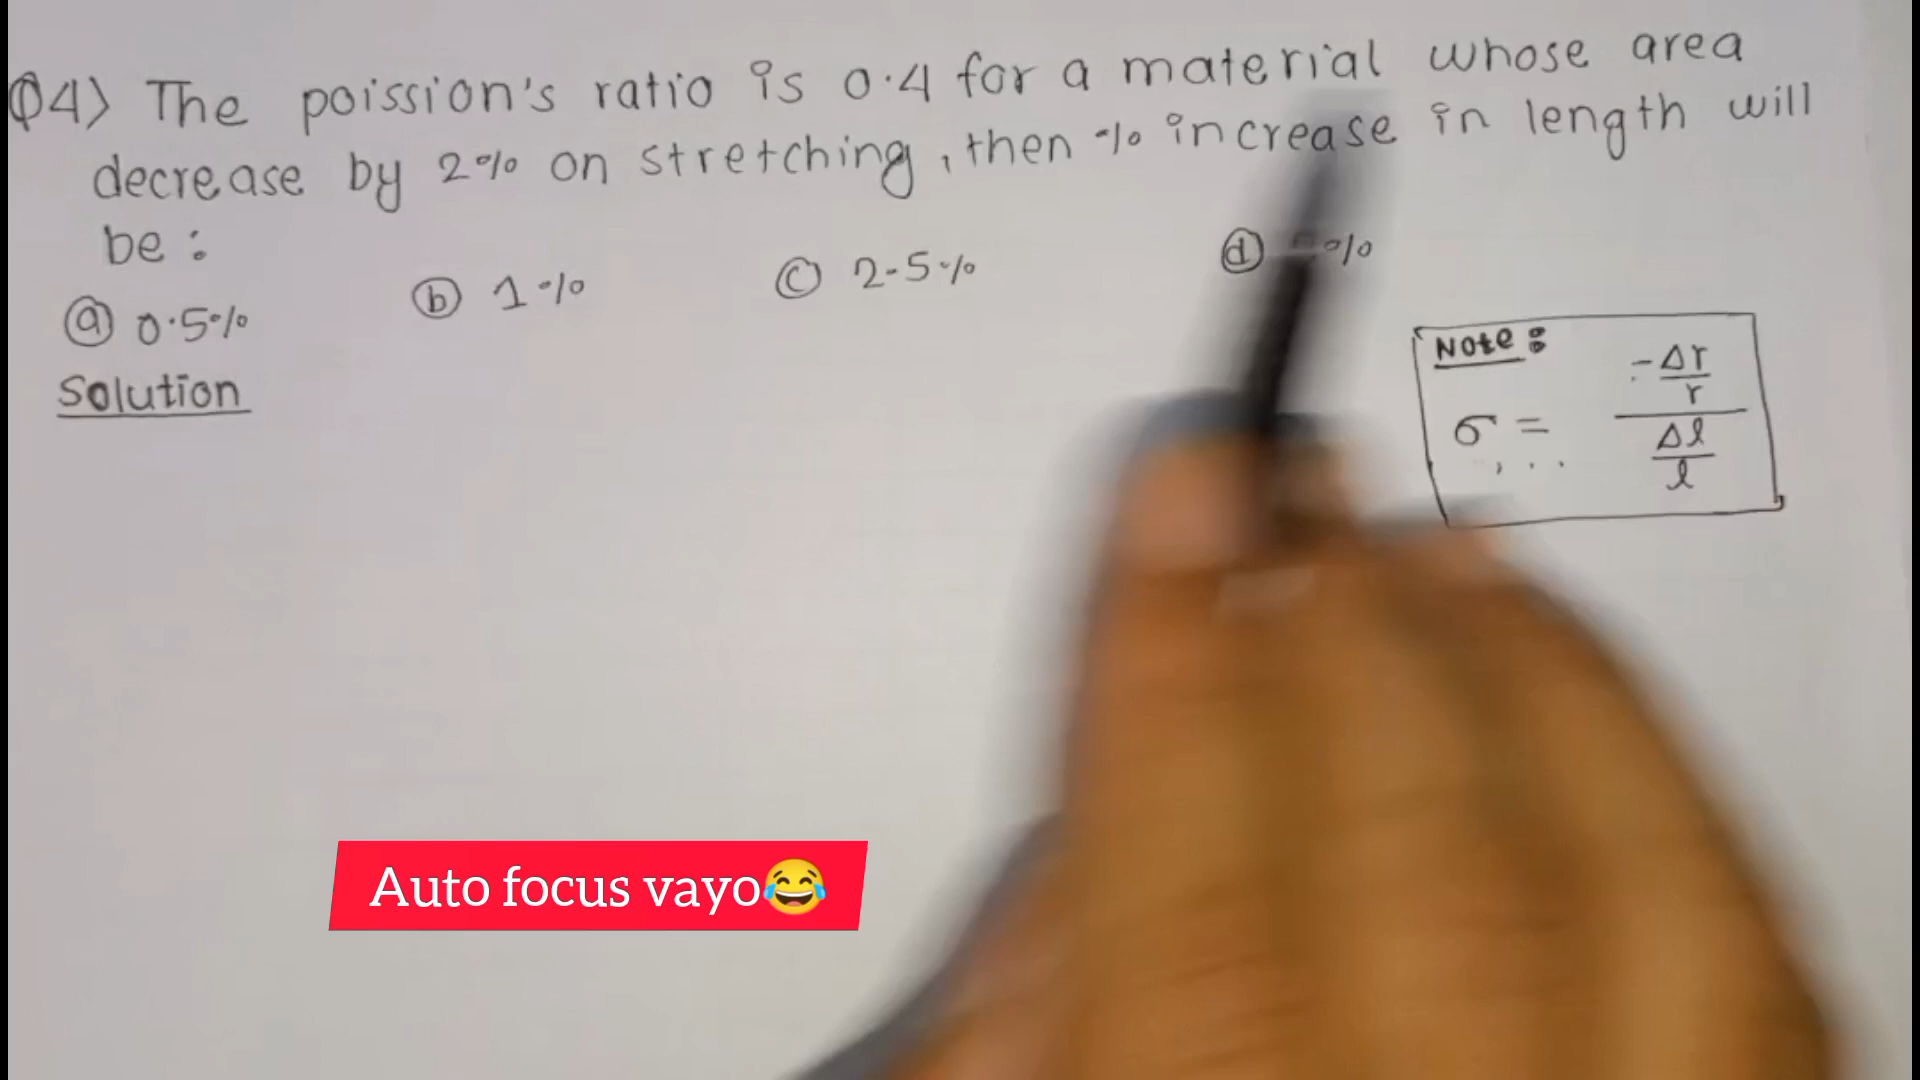 Q4) The poission's ratio is 0.4 for a material whose area
decrease by 2% on stretching, then % increase in length will
be :
ⓐ 0.5% ⓑ 1% ⓒ 2.5% ⓓ %
Solution
Note :
σ = -Δr/r / Δl/l
Auto focus vayo😂